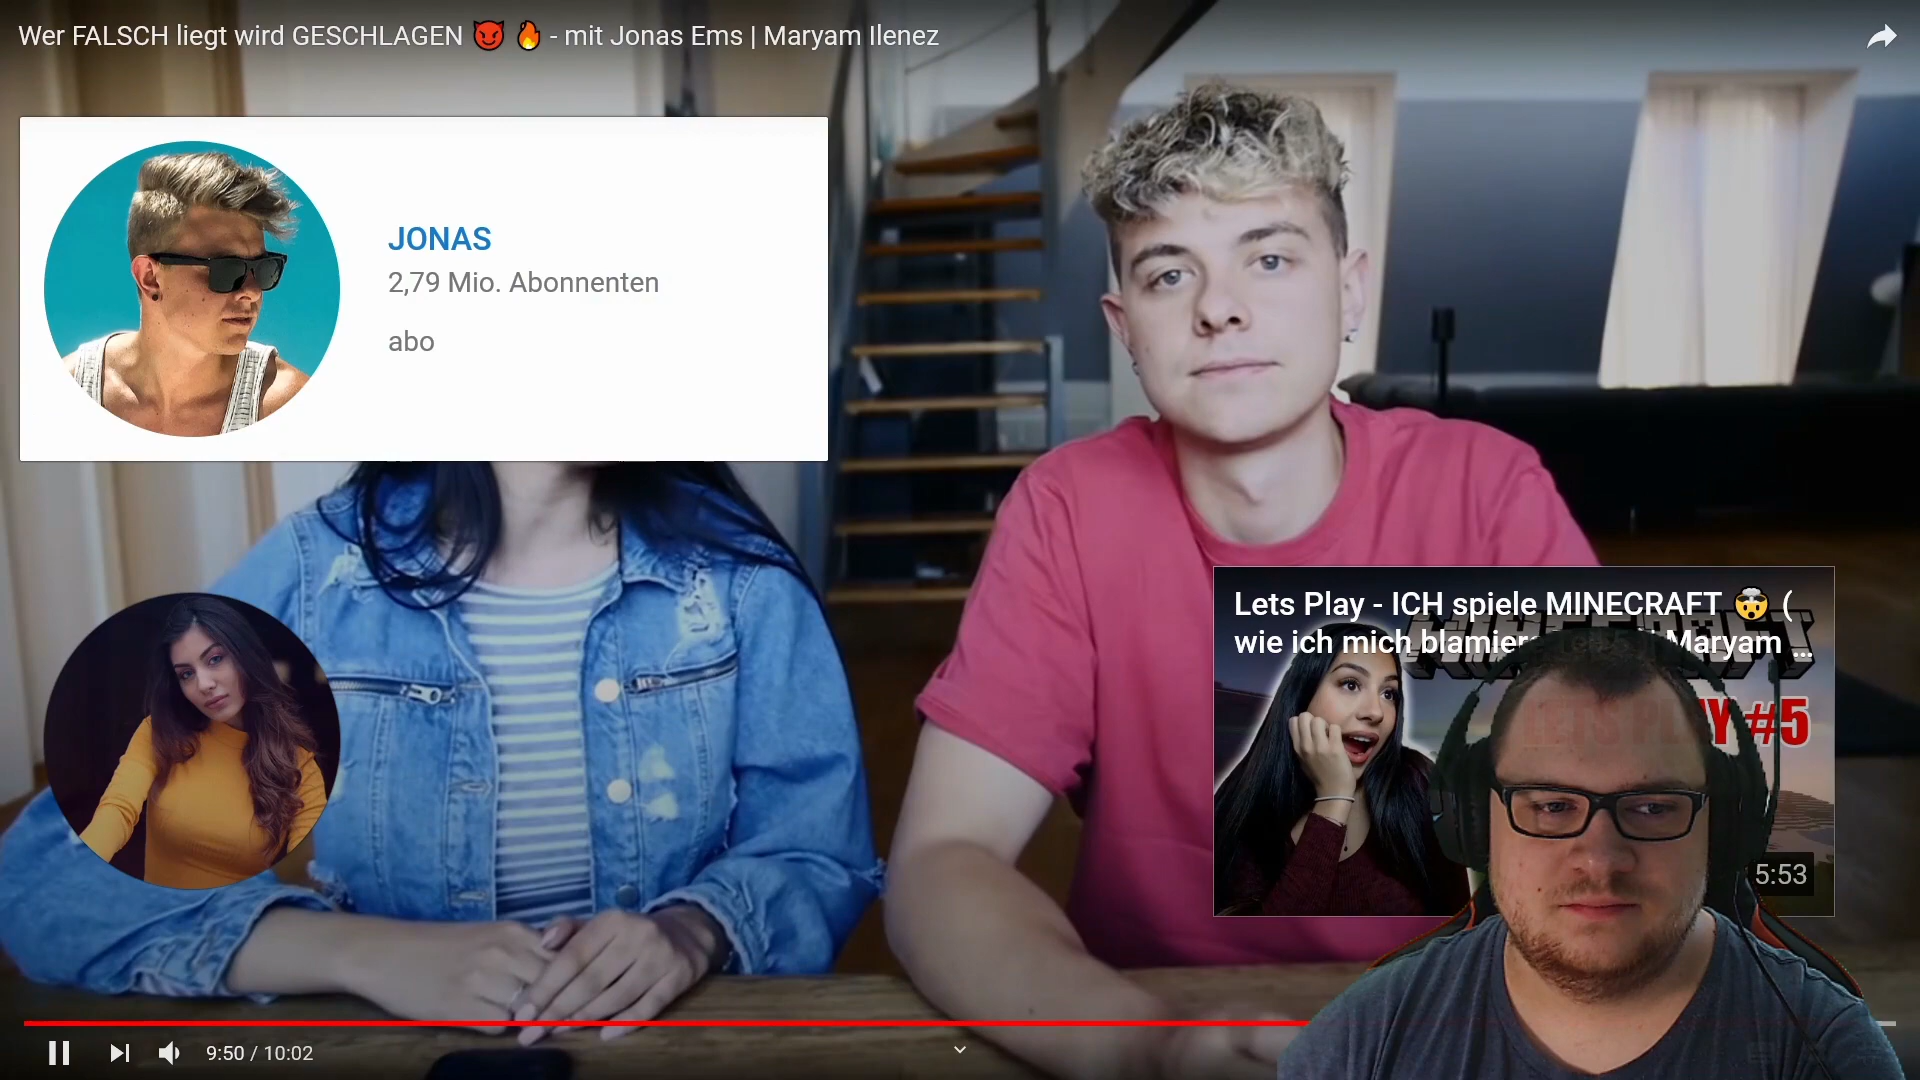 Wer FALSCH liegt wird GESCHLAGEN 😈 🔥 - mit Jonas Ems | Maryam Ilenez
JONAS
2,79 Mio. Abonnenten
abo
Lets Play - ICH spiele MINECRAFT 🤯 (
wie ich mich blamier Maryam ...
#5
5:53
9:50 / 10:02